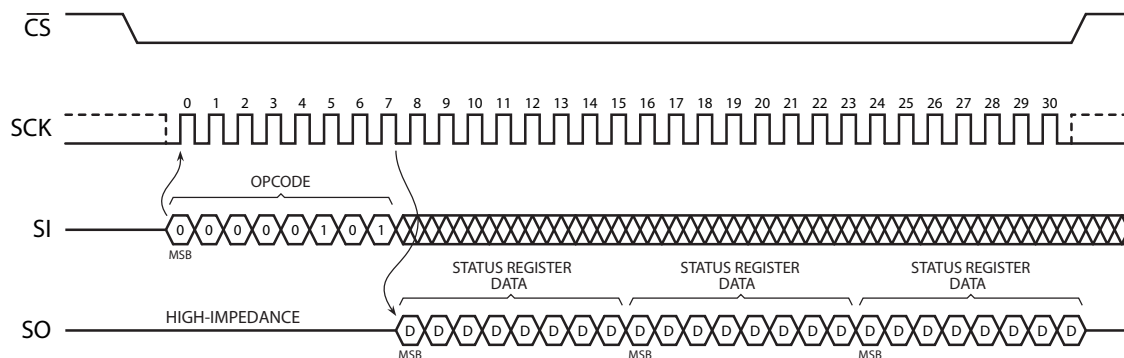 CS
0 1 2 3 4 5 6 7 8 9 10 11 12 13 14 15 16 17 18 19 20 21 22 23 24 25 26 27 28 29 30
SCK
OPCODE
SI 0 0 0 0 0 1 0 1
MSB
STATUS REGISTER DATA
STATUS REGISTER DATA
STATUS REGISTER DATA
SO HIGH-IMPEDANCE D D D D D D D D D D D D D D D D D D D D D D D D
MSB MSB MSB